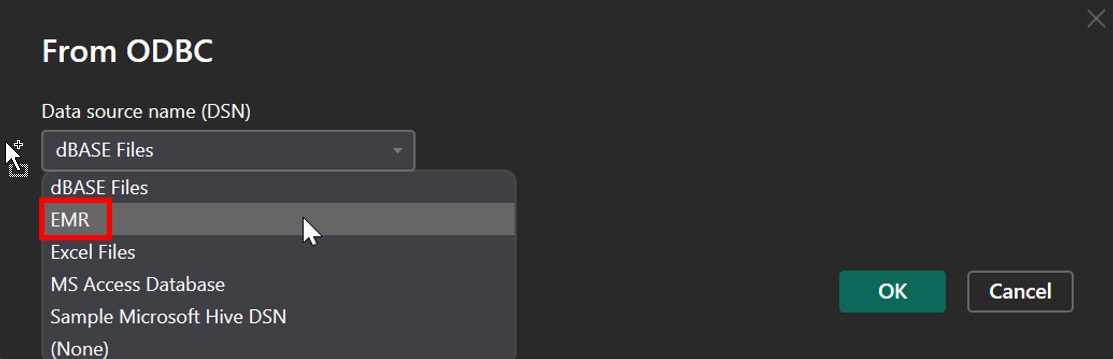 From ODBC
Data source name (DSN)
dBASE Files
dBASE Files
EMR
Excel Files
MS Access Database
Sample Microsoft Hive DSN
(None)
OK
Cancel